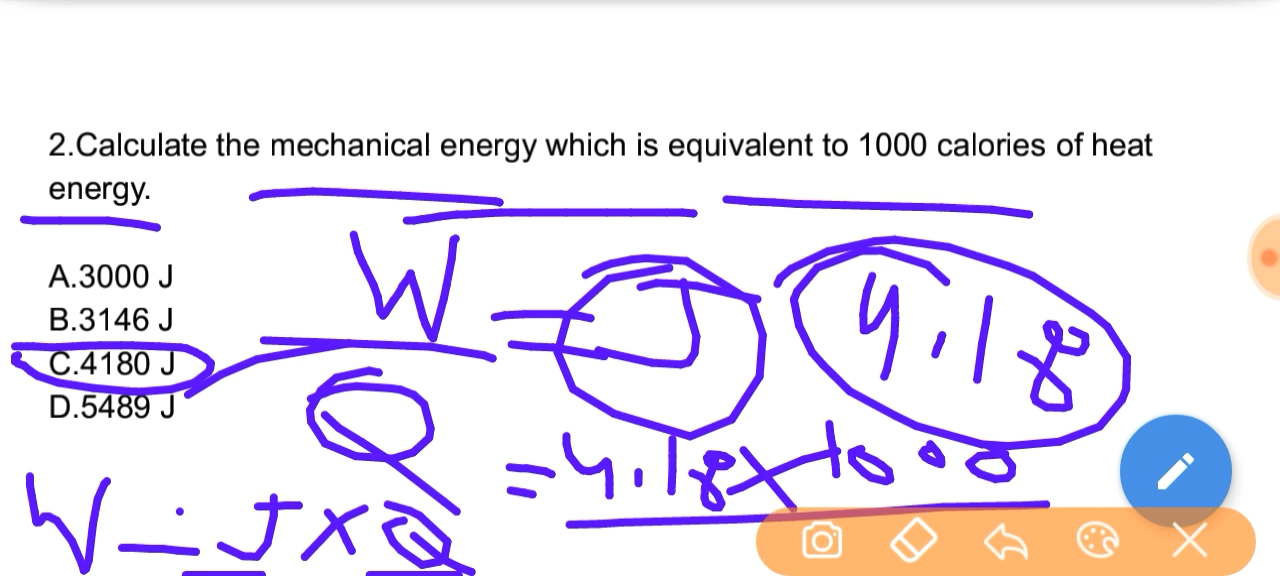 2.Calculate the mechanical energy which is equivalent to 1000 calories of heat
energy.
A.3000 J
B.3146 J
C.4180 J
D.5489 J
W
= J 4.18
Q
= 4.18 x 1000
W = J x Q